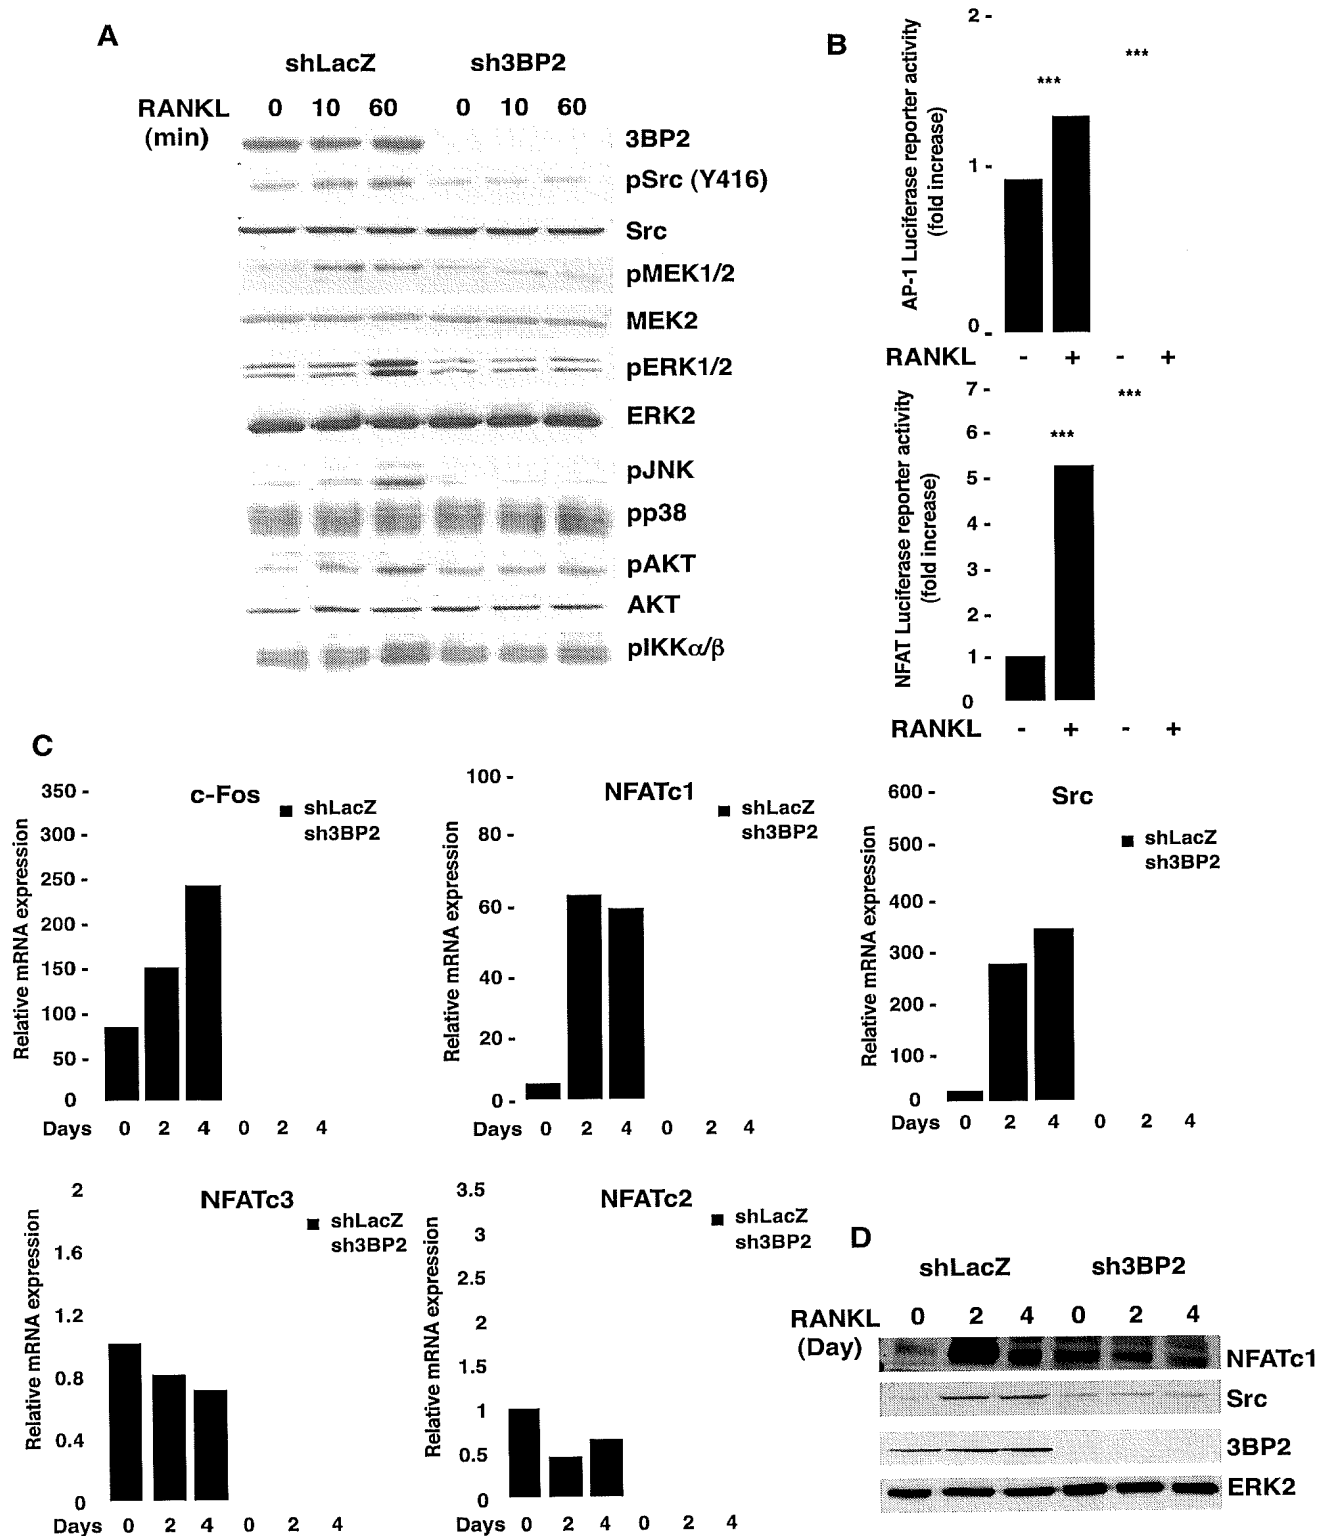 A
shLacZ sh3BP2
RANKL 0 10 60 0 10 60
(min)
3BP2
pSrc (Y416)
Src
pMEK1/2
MEK2
pERK1/2
ERK2
pJNK
pp38
pAKT
AKT
pIKKα/β
B
AP-1 Luciferase reporter activity
(fold increase)
2 -
1 -
0 -
***
***
RANKL - + - +
NFAT Luciferase reporter activity
(fold increase)
7 -
6 -
5 -
4 -
3 -
2 -
1 -
0
***
***
RANKL - + - +
C
c-Fos
shLacZ
sh3BP2
Relative mRNA expression
350 -
300 -
250 -
200 -
150 -
100 -
50 -
0
Days 0 2 4 0 2 4
NFATc1
shLacZ
sh3BP2
Relative mRNA expression
100 -
80 -
60 -
40 -
20 -
0 -
Days 0 2 4 0 2 4
Src
shLacZ
sh3BP2
Relative mRNA expression
600 -
500 -
400 -
300 -
200 -
100 -
0
Days 0 2 4 0 2 4
NFATc3
shLacZ
sh3BP2
Relative mRNA expression
2
1.6
1.2
0.8
0.4
0
Days 0 2 4 0 2 4
NFATc2
shLacZ
sh3BP2
Relative mRNA expression
3.5
3
2.5
2
1.5
1
0.5
0
Days 0 2 4 0 2 4
D
shLacZ sh3BP2
RANKL 0 2 4 0 2 4
(Day)
NFATc1
Src
3BP2
ERK2